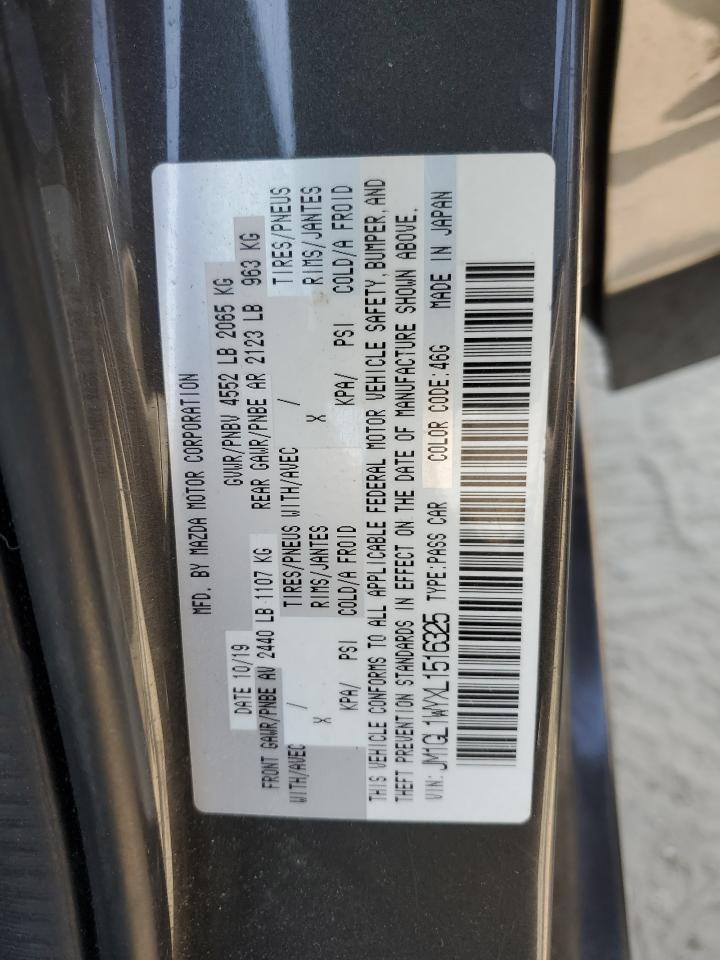 MFD. BY MAZDA MOTOR CORPORATION
DATE 10/19 GVWR/PNBV 4552 LB 2065 KG
FRONT GAWR/PNBE AV 2440 LB 1107 KG REAR GAWR/PNBE AR 2123 LB 963 KG
WITH/AVEC / TIRES/PNEUS WITH/AVEC / TIRES/PNEUS
X RIMS/JANTES X RIMS/JANTES
KPA/ PSI COLD/A FROID KPA/ PSI COLD/A FROID
THIS VEHICLE CONFORMS TO ALL APPLICABLE FEDERAL MOTOR VEHICLE SAFETY, BUMPER, AND
THEFT PREVENTION STANDARDS IN EFFECT ON THE DATE OF MANUFACTURE SHOWN ABOVE.
VIN: JM1GL1WYXL1516325 TYPE:PASS CAR COLOR CODE:46G MADE IN JAPAN